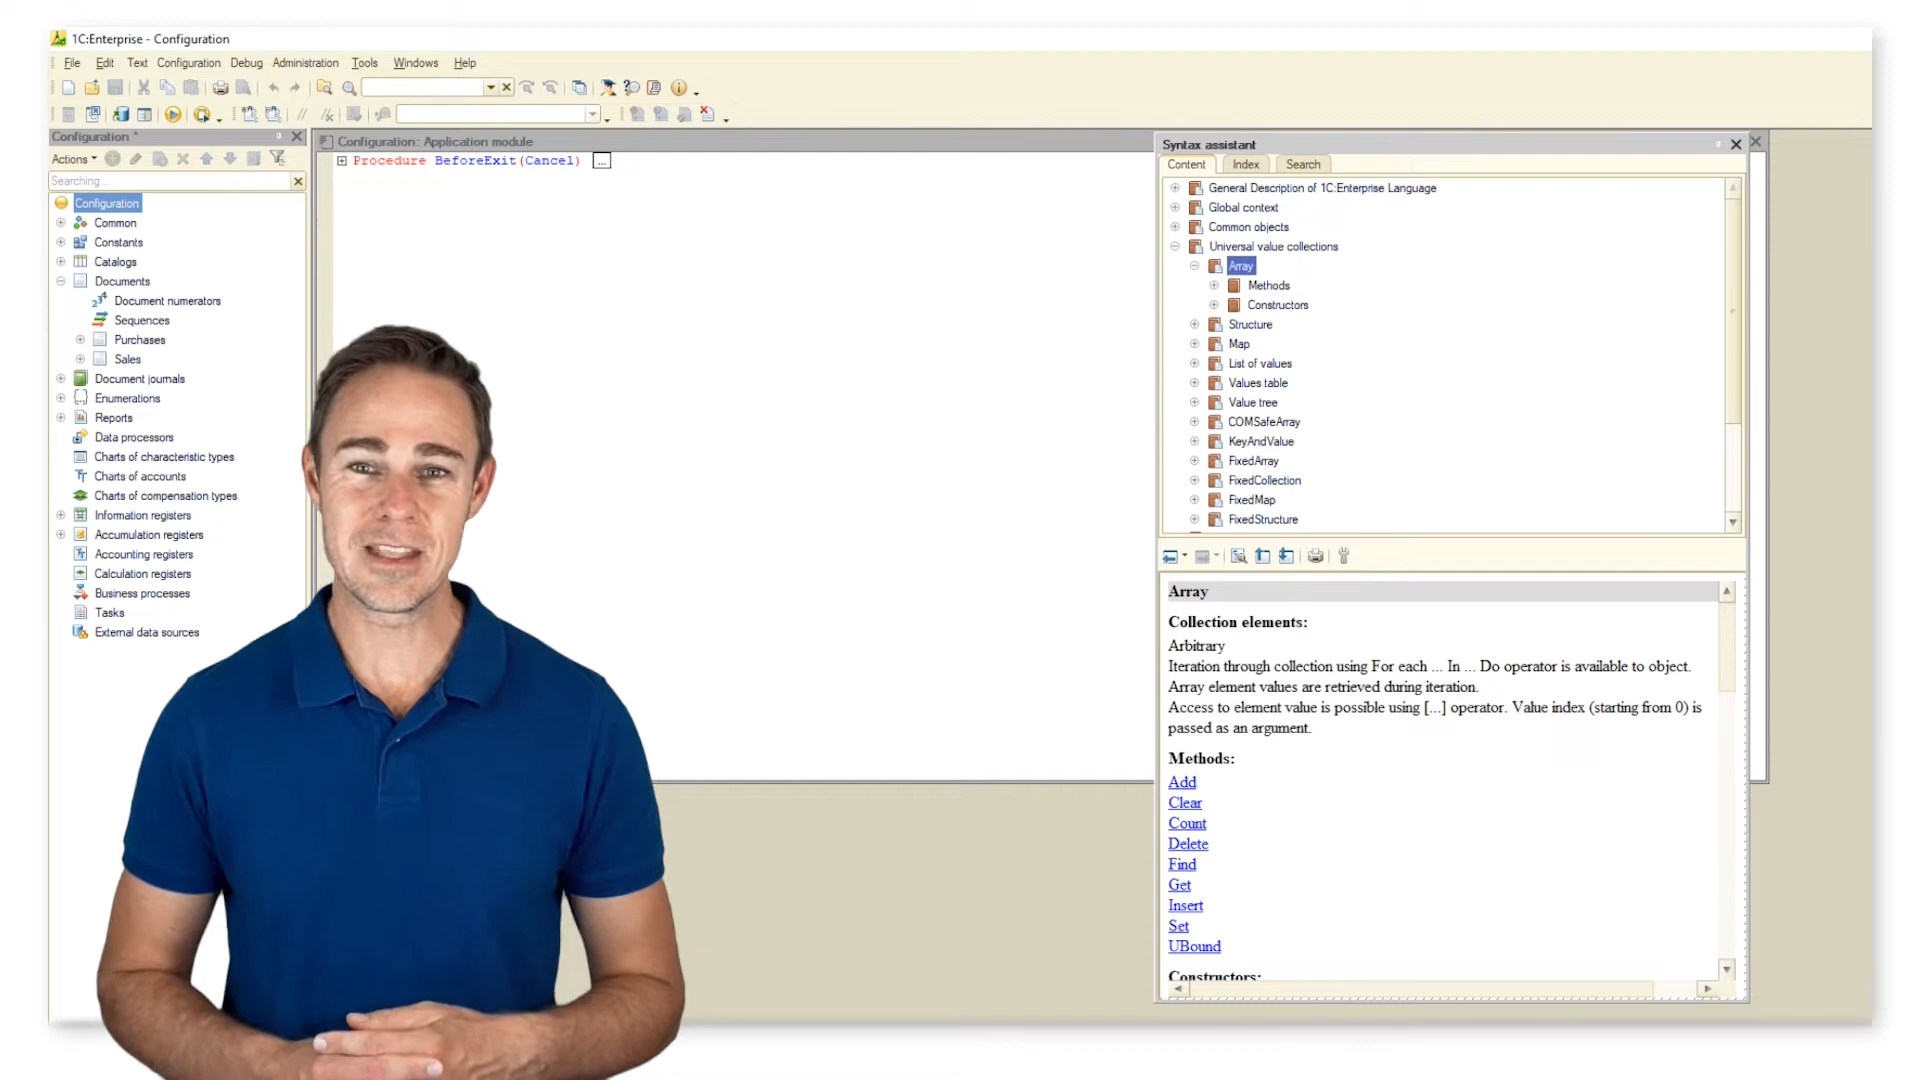 1C:Enterprise - Configuration
File Edit Text Configuration Debug Administration Tools Windows Help
Configuration *
Actions
Searching...
Configuration
Common
Constants
Catalogs
Documents
Document numerators
Sequences
Purchases
Sales
Document journals
Enumerations
Reports
Data processors
Charts of characteristic types
Charts of accounts
Charts of compensation types
Information registers
Accumulation registers
Accounting registers
Calculation registers
Business processes
Tasks
External data sources
Configuration: Application module
Procedure BeforeExit(Cancel) ...
Syntax assistant
Content Index Search
General Description of 1C:Enterprise Language
Global context
Common objects
Universal value collections
Array
Methods
Constructors
Structure
Map
List of values
Values table
Value tree
COMSafeArray
KeyAndValue
FixedArray
FixedCollection
FixedMap
FixedStructure
Array
Collection elements:
Arbitrary
Iteration through collection using For each ... In ... Do operator is available to object.
Array element values are retrieved during iteration.
Access to element value is possible using [...] operator. Value index (starting from 0) is
passed as an argument.
Methods:
Add
Clear
Count
Delete
Find
Get
Insert
Set
UBound
Constructors: